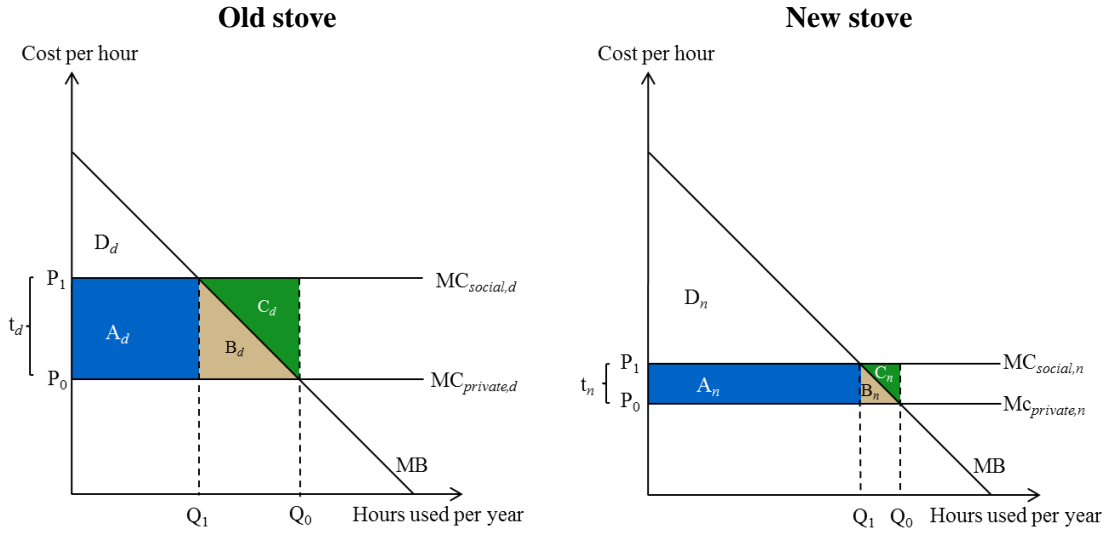 Old stove
Cost per hour
D_d
P_1
MC_social,d
t_d
A_d
B_d
C_d
P_0
MC_private,d
MB
Q_1
Q_0
Hours used per year
New stove
Cost per hour
D_n
P_1
MC_social,n
t_n
A_n
B_n
C_n
P_0
Mc_private,n
MB
Q_1
Q_0
Hours used per year